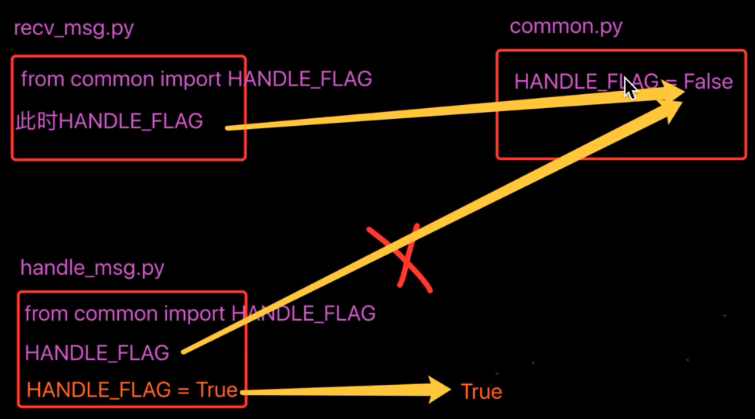 recv_msg.py
from common import HANDLE_FLAG
此时HANDLE_FLAG
common.py
HANDLE_FLAG = False
handle_msg.py
from common import HANDLE_FLAG
HANDLE_FLAG
HANDLE_FLAG = True
True